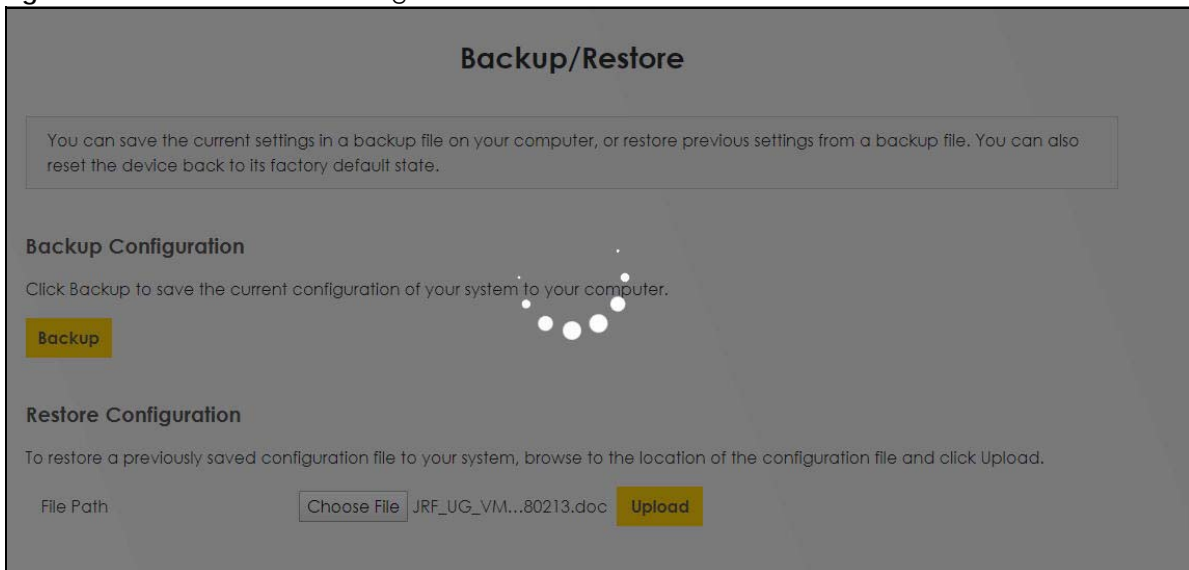 Backup/Restore
You can save the current settings in a backup file on your computer, or restore previous settings from a backup file. You can also
reset the device back to its factory default state.
Backup Configuration
Click Backup to save the current configuration of your system to your computer.
Backup
Restore Configuration
To restore a previously saved configuration file to your system, browse to the location of the configuration file and click Upload.
File Path Choose File JRF_UG_VM...80213.doc Upload